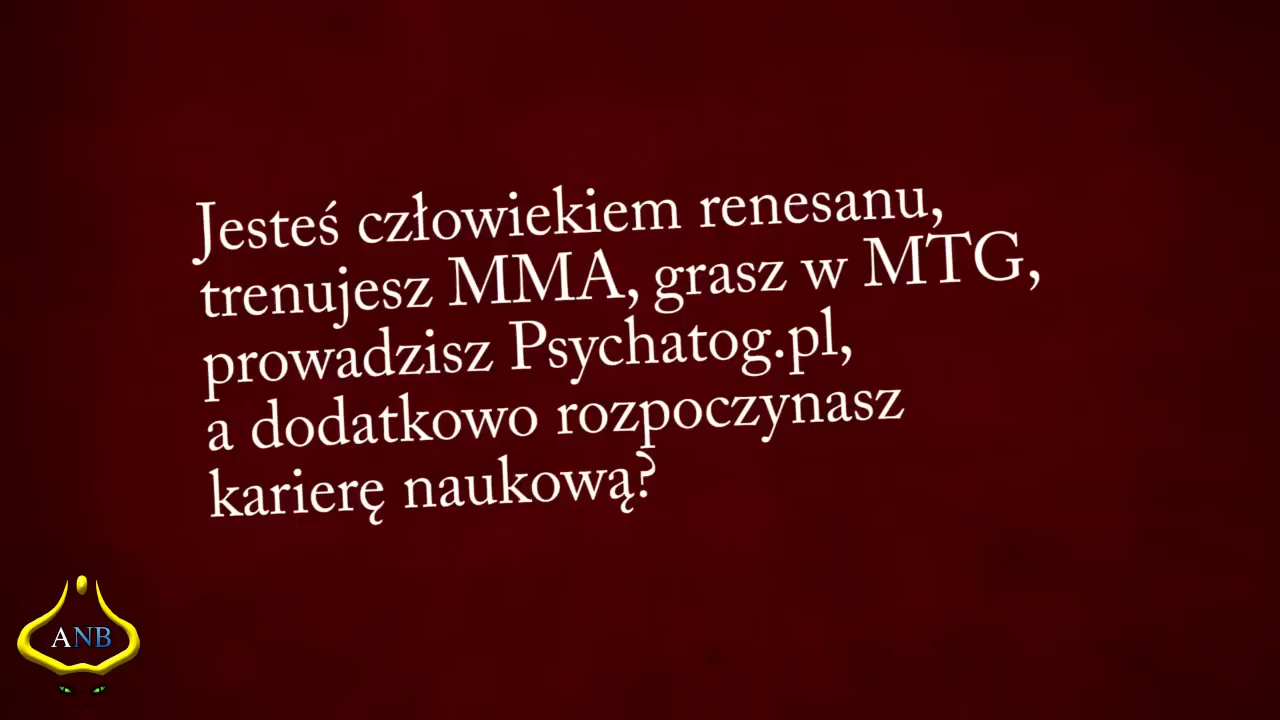 Jesteś człowiekiem renesanu,
trenujesz MMA, grasz w MTG,
prowadzisz Psychatog.pl,
a dodatkowo rozpoczynasz
karierę naukową?
ANB